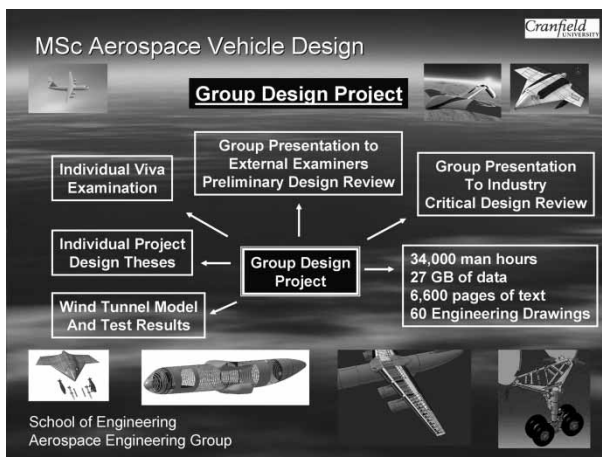 Cranfield
UNIVERSITY
MSc Aerospace Vehicle Design
Group Design Project
Individual Viva
Examination
Group Presentation to
External Examiners
Preliminary Design Review
Group Presentation
To Industry
Critical Design Review
Individual Project
Design Theses
Group Design
Project
34,000 man hours
27 GB of data
6,600 pages of text
60 Engineering Drawings
Wind Tunnel Model
And Test Results
School of Engineering
Aerospace Engineering Group